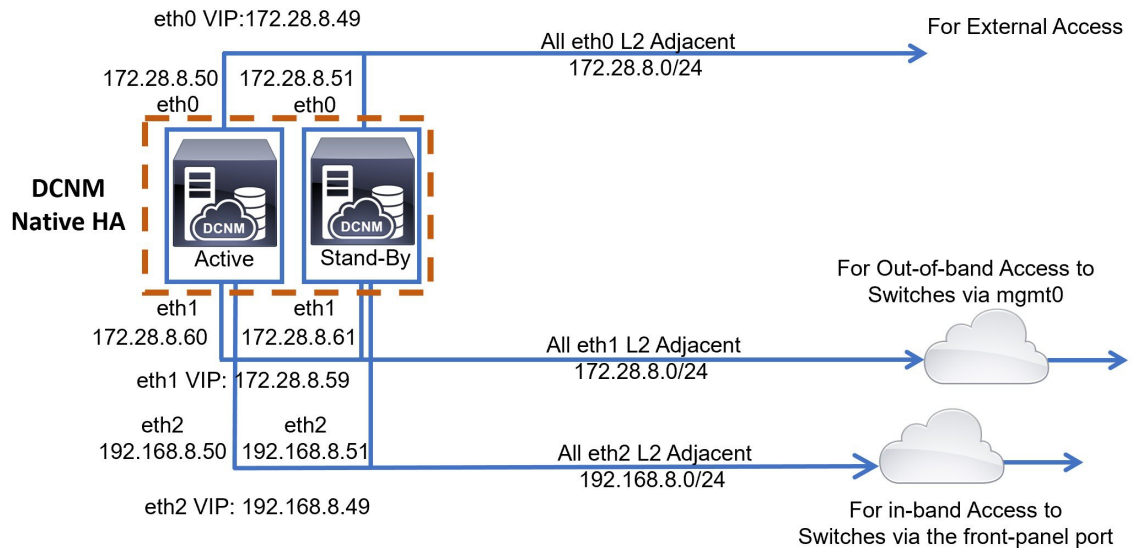 eth0 VIP:172.28.8.49
For External Access
All eth0 L2 Adjacent
172.28.8.0/24
172.28.8.50
eth0
172.28.8.51
eth0
DCNM
Native HA
DCNM
Active
DCNM
Stand-By
eth1
172.28.8.60
eth1
172.28.8.61
For Out-of-band Access to
Switches via mgmt0
All eth1 L2 Adjacent
172.28.8.0/24
eth1 VIP: 172.28.8.59
eth2
192.168.8.50
eth2
192.168.8.51
All eth2 L2 Adjacent
192.168.8.0/24
eth2 VIP: 192.168.8.49
For in-band Access to
Switches via the front-panel port